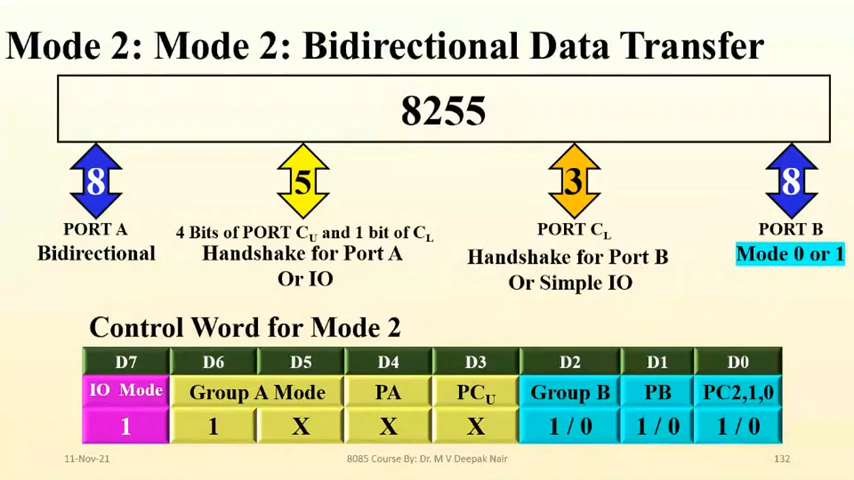 Mode 2: Mode 2: Bidirectional Data Transfer
8255
8 5 3 8
PORT A 4 Bits of PORT CU and 1 bit of CL PORT CL PORT B
Bidirectional Handshake for Port A Handshake for Port B Mode 0 or 1
Or IO Or Simple IO
Control Word for Mode 2
D7 D6 D5 D4 D3 D2 D1 D0
IO Mode Group A Mode PA PCU Group B PB PC2,1,0
1 1 X X X 1 / 0 1 / 0 1 / 0
11-Nov-21 8085 Course By: Dr. M V Deepak Nair 132